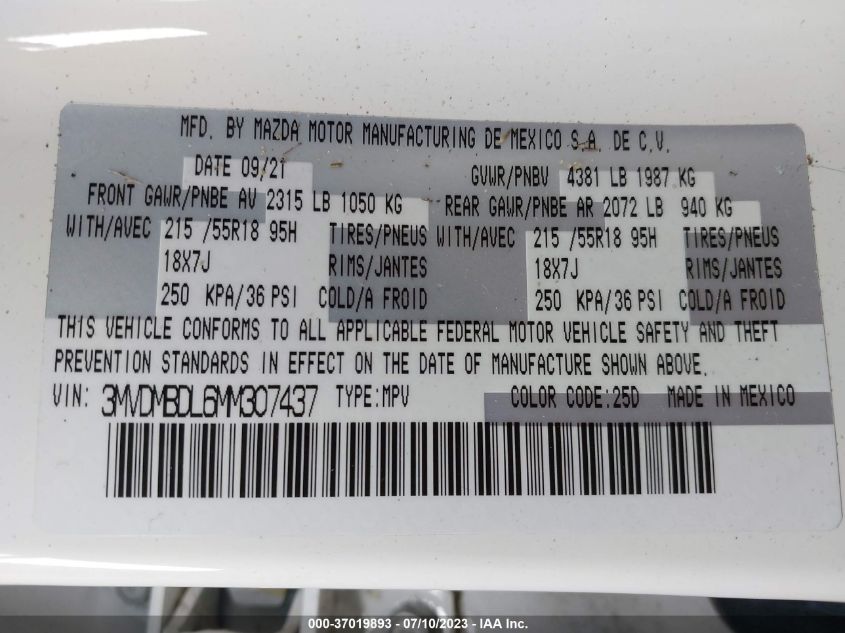 MFD. BY MAZDA MOTOR MANUFACTURING DE MEXICO S.A. DE C.V.
DATE 09/21 GVWR/PNBV 4381 LB 1987 KG
FRONT GAWR/PNBE AV 2315 LB 1050 KG REAR GAWR/PNBE AR 2072 LB 940 KG
WITH/AVEC 215 /55R18 95H TIRES/PNEUS WITH/AVEC 215 /55R18 95H TIRES/PNEUS
18X7J RIMS/JANTES 18X7J RIMS/JANTES
250 KPA/36 PSI COLD/A FROID 250 KPA/36 PSI COLD/A FROID
THIS VEHICLE CONFORMS TO ALL APPLICABLE FEDERAL MOTOR VEHICLE SAFETY AND THEFT
PREVENTION STANDARDS IN EFFECT ON THE DATE OF MANUFACTURE SHOWN ABOVE.
VIN: 3MVDMBDL6MM307437 TYPE:MPV COLOR CODE:25D MADE IN MEXICO
000-37019893 - 07/10/2023 - IAA Inc.